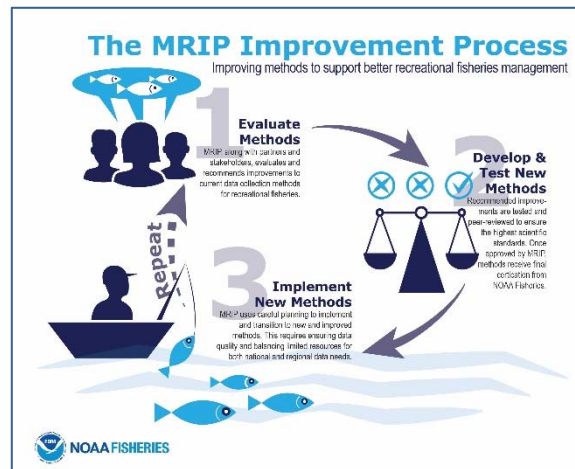 The MRIP Improvement Process
Improving methods to support better recreational fisheries management
1
Evaluate
Methods
MRIP, along with partners and
stakeholders, evaluates and
recommends improvements to
current data collection methods
for recreational fisheries.
2
Develop &
Test New
Methods
Recommended improve-
ments are tested and
peer-reviewed to ensure
the highest scientific
standards. Once
approved by MRIP,
methods receive final
certication from
NOAA Fisheries.
3
Implement
New Methods
MRIP uses careful planning to implement
and transition to new and improved
methods. This requires ensuring data
quality and balancing limited resources for
both national and regional data needs.
Repeat
NOAA FISHERIES